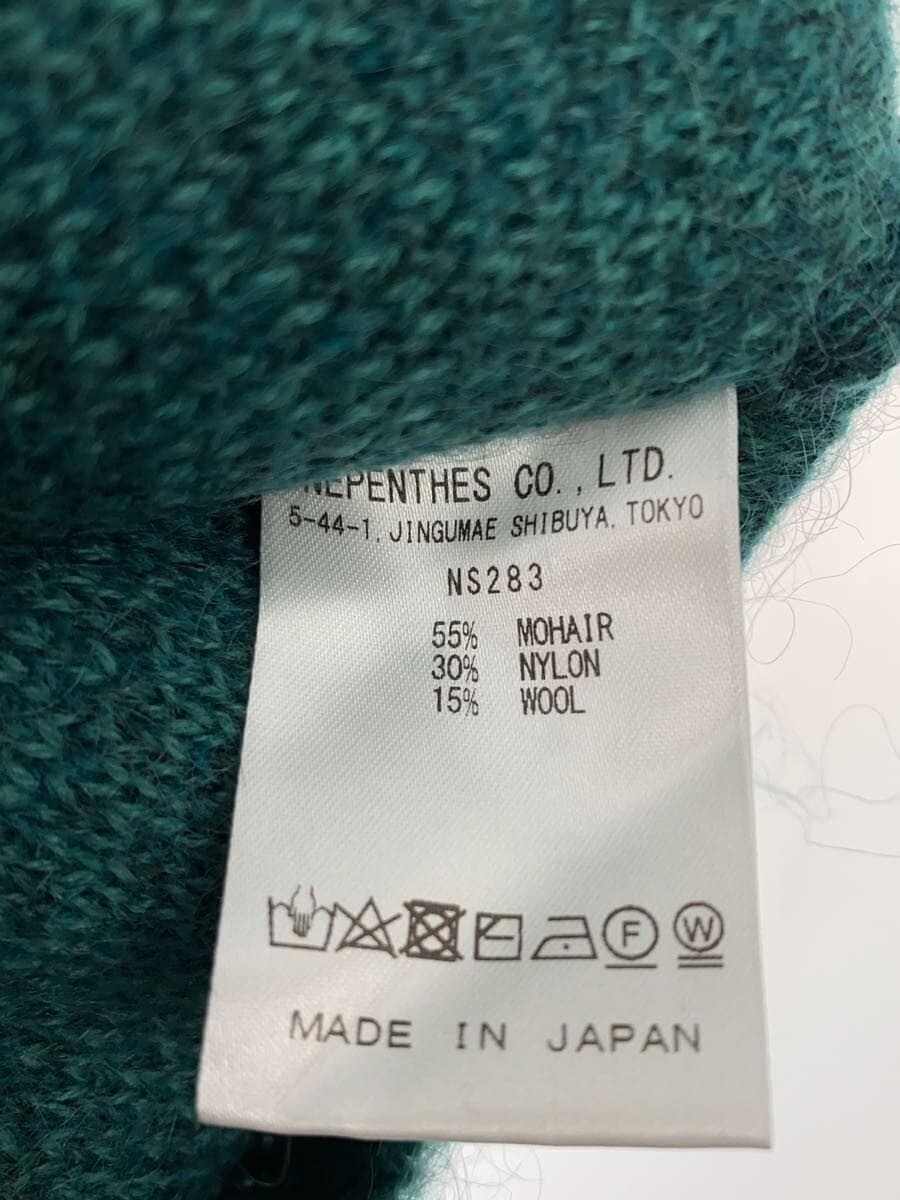 NEPENTHES CO., LTD.
5-44-1, JINGUMAE SHIBUYA, TOKYO
NS283
55% MOHAIR
30% NYLON
15% WOOL
F W
MADE IN JAPAN